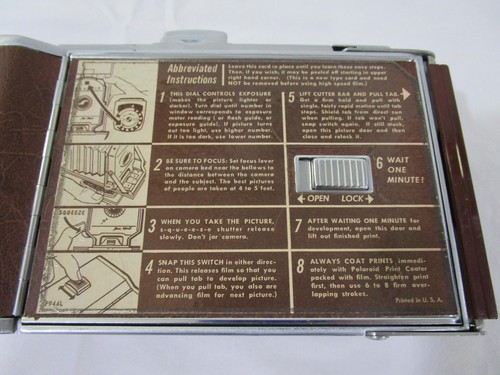 Abbreviated
Instructions
Leave this card in place until you learn these easy steps.
Then, if you wish, it may be peeled off starting in upper
right hand corner. (This is a new type card and need
NOT be removed before using high speed film.)
1 THIS DIAL CONTROLS EXPOSURE
(makes the picture lighter or
darker). Turn dial until number in
window corresponds to exposure
meter reading ( or flash guide, or
exposure guide). If picture turns
out too light, use higher number.
If it is too dark, use lower number.
2 BE SURE TO FOCUS: Set focus lever
on camera bed near the bellows to
the distance between the camera
and the subject. The best pictures
of people are taken at 4 to 5 feet.
SQUEEZE
3 WHEN YOU TAKE THE PICTURE,
s-q-u-e-e-z-e shutter release
slowly. Don't jar camera.
4 SNAP THIS SWITCH in either direc-
tion. This releases film so that you
can pull tab to develop picture.
(When you pull tab, you also are
advancing film for next picture.)
5 LIFT CUTTER BAR AND PULL TAB.
Get a firm hold and pull with
single, fairly rapid motion until tab
stops. Shield tab from direct sun
when pulling. If tab won't pull,
snap switch again. If still stuck,
open this picture door and then
close and relock it.
6 WAIT
ONE
MINUTE!
OPEN LOCK
7 AFTER WAITING ONE MINUTE for
development, open this door and
lift out finished print.
8 ALWAYS COAT PRINTS immedi-
ately with Polaroid Print Coater
packed with film. Straighten print
first, then use 6 to 8 firm over-
lapping strokes.
Printed in U. S. A.